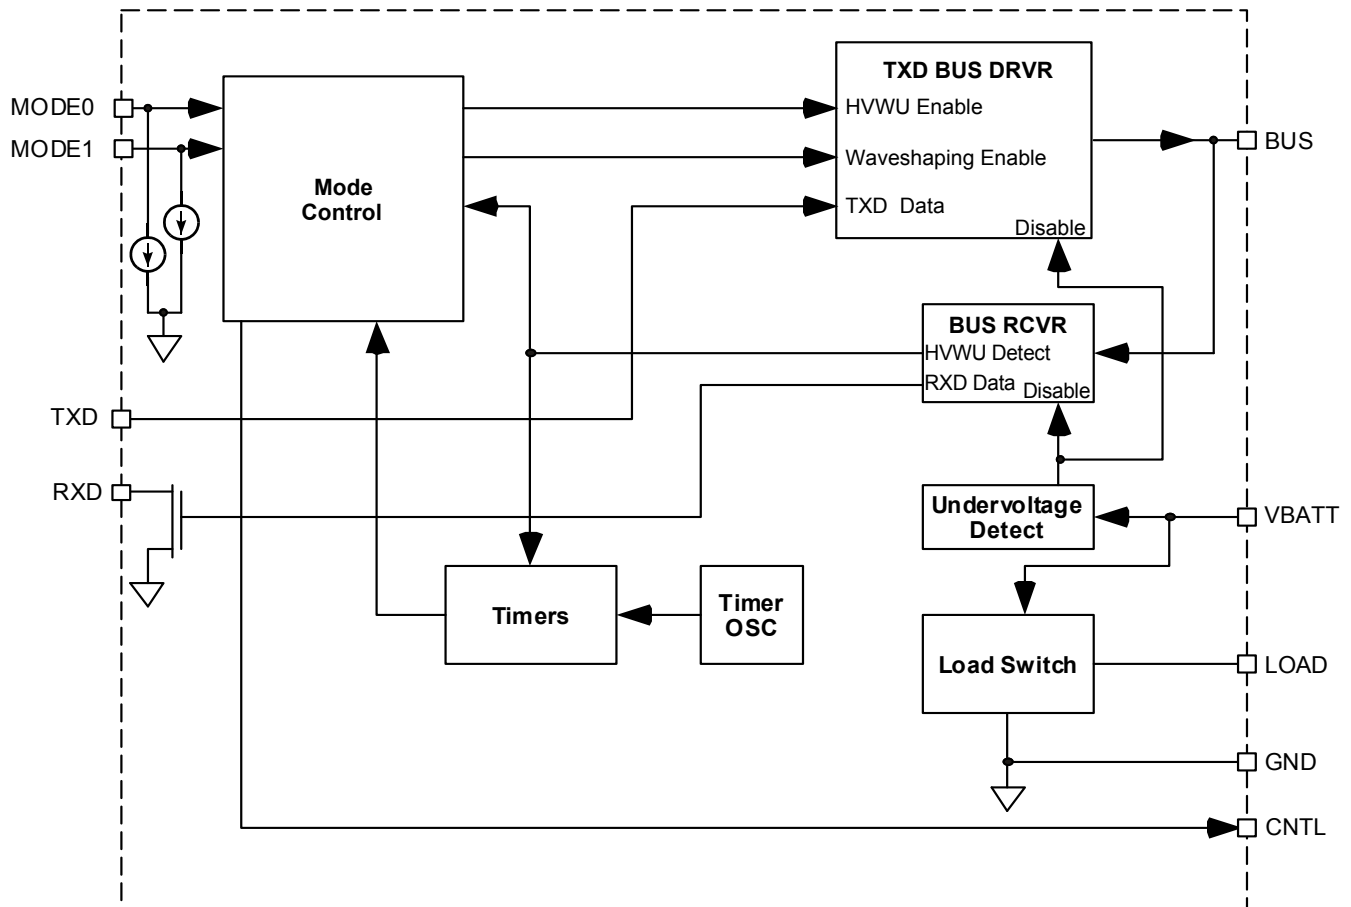 TXD BUS DRVR
MODE0
HVWU Enable
MODE1
BUS
Waveshaping Enable
Mode
Control
TXD Data
Disable
BUS RCVR
HVWU Detect
RXD Data
Disable
TXD
RXD
Undervoltage
Detect
VBATT
Timers
Timer
OSC
Load Switch
LOAD
GND
CNTL